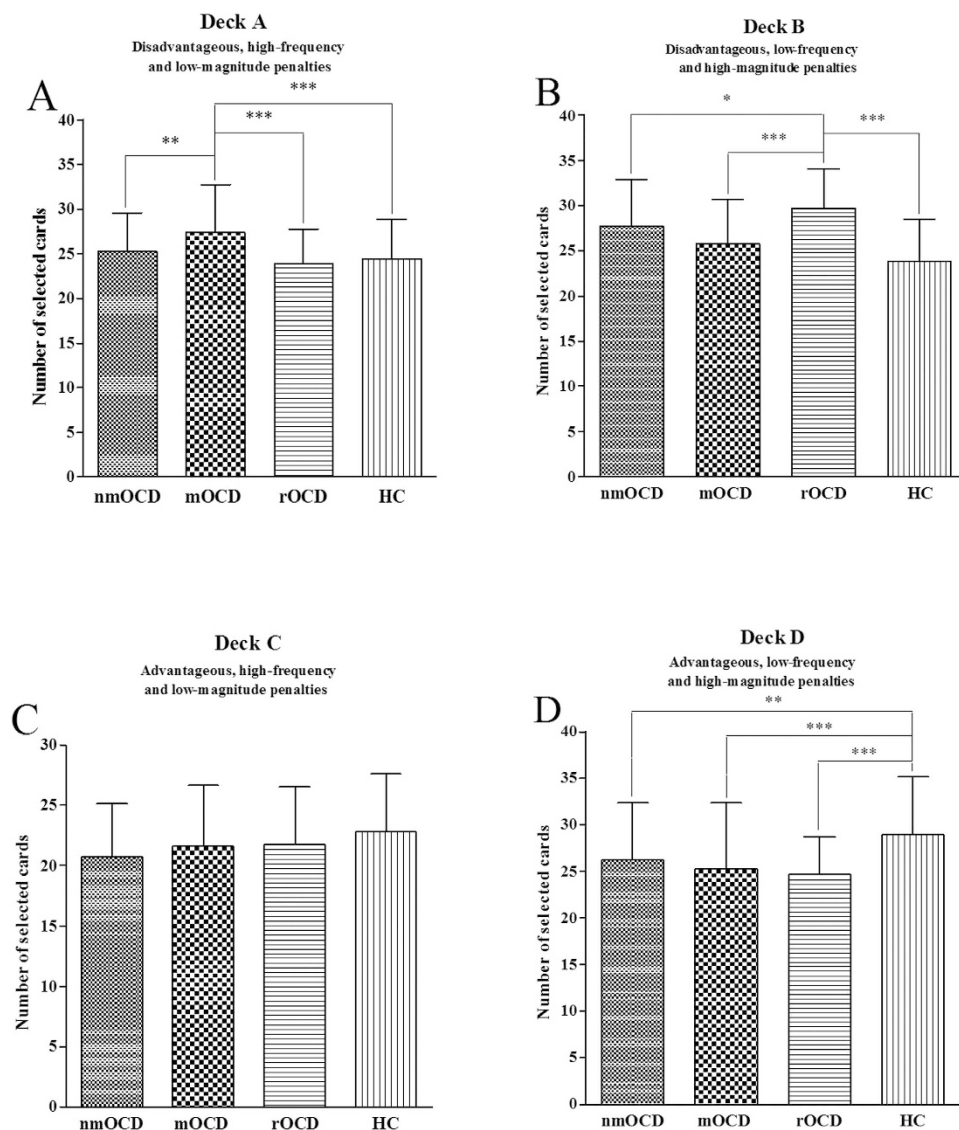 Deck A
Disadvantageous, high-frequency
and low-magnitude penalties
A
***
***
**
Number of selected cards
40
35
30
25
20
15
10
5
0
nmOCD mOCD rOCD HC
Deck B
Disadvantageous, low-frequency
and high-magnitude penalties
B
*
***
***
Number of selected cards
40
35
30
25
20
15
10
5
0
nmOCD mOCD rOCD HC
Deck C
Advantageous, high-frequency
and low-magnitude penalties
C
Number of selected cards
30
25
20
15
10
5
0
nmOCD mOCD rOCD HC
Deck D
Advantageous, low-frequency
and high-magnitude penalties
D
**
***
***
Number of selected cards
40
35
30
25
20
15
10
5
0
nmOCD mOCD rOCD HC